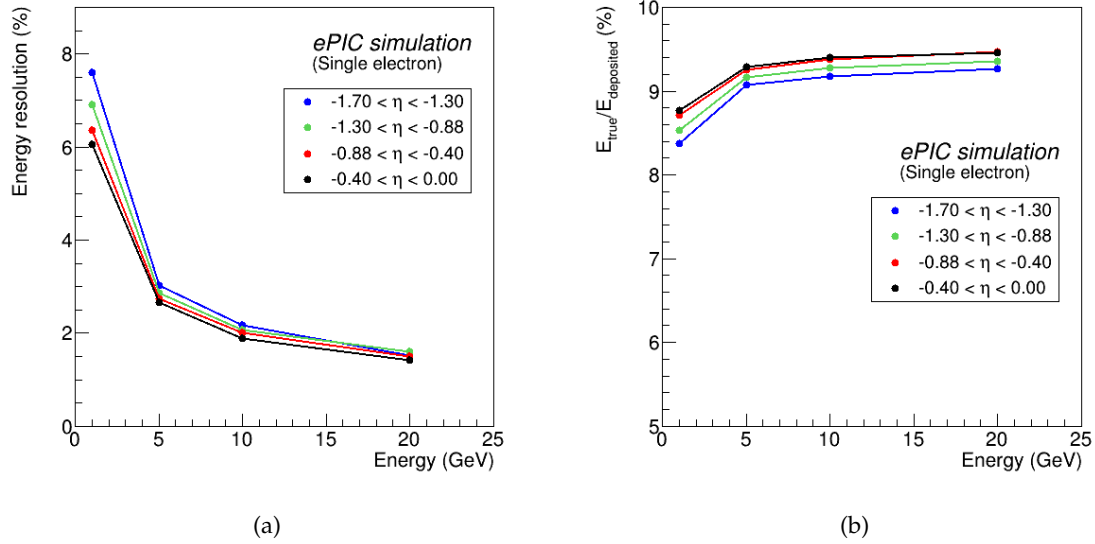 Energy resolution (%)
8
6
4
2
0
0 5 10 15 20 25
Energy (GeV)
ePIC simulation
(Single electron)
-1.70 < η < -1.30
-1.30 < η < -0.88
-0.88 < η < -0.40
-0.40 < η < 0.00
(a)
E_true/E_deposited (%)
10
9
8
7
6
5
0 5 10 15 20 25
Energy (GeV)
ePIC simulation
(Single electron)
-1.70 < η < -1.30
-1.30 < η < -0.88
-0.88 < η < -0.40
-0.40 < η < 0.00
(b)